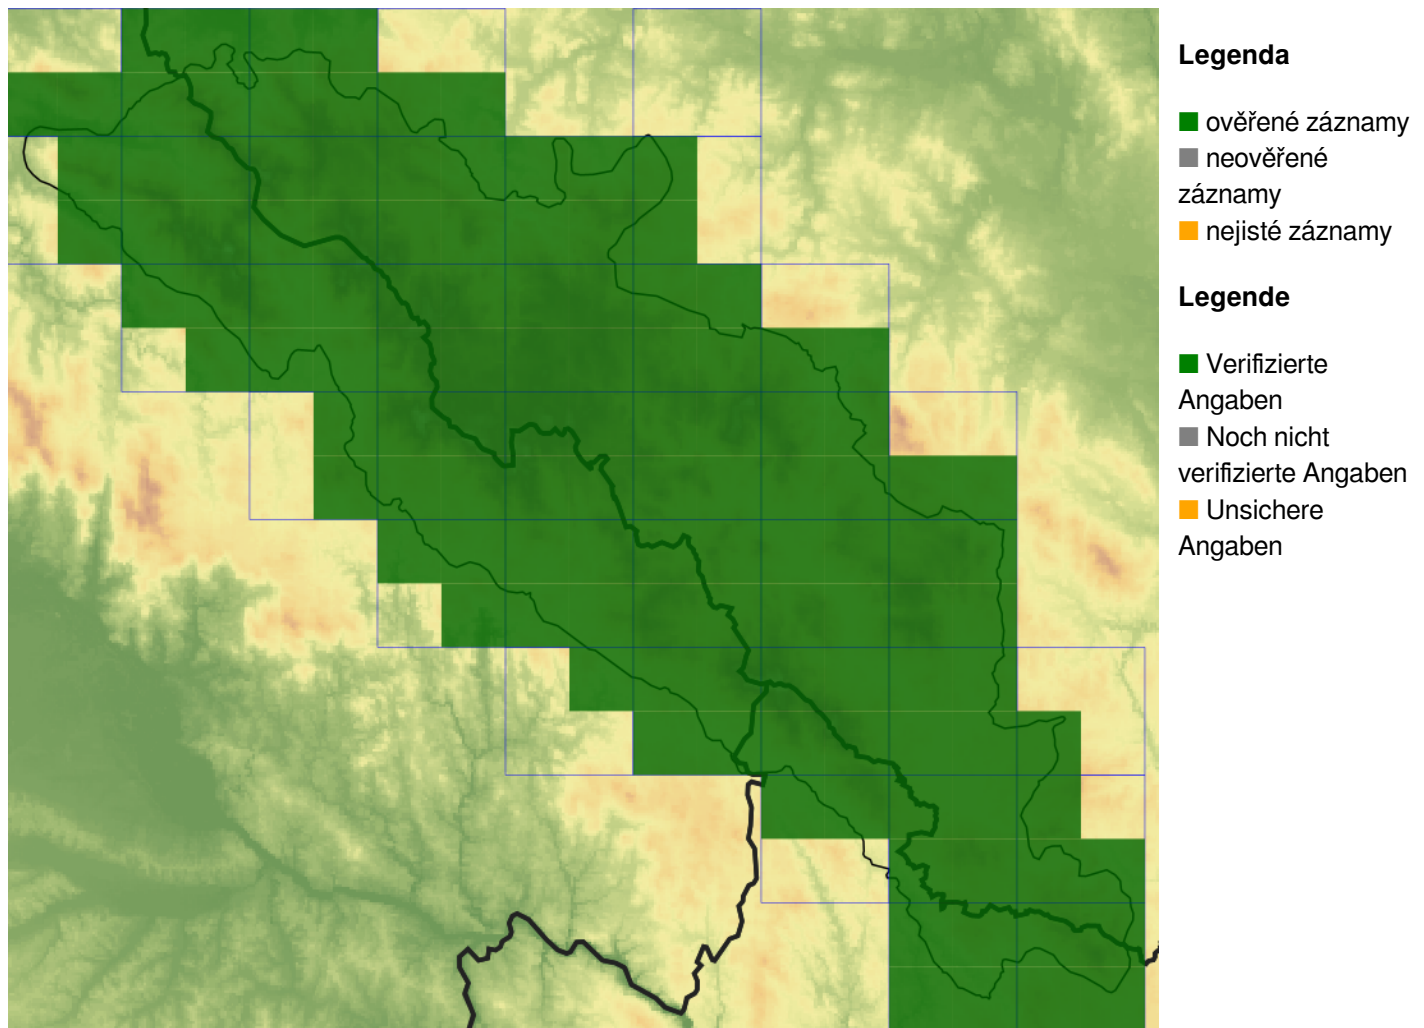 Legenda
ověřené záznamy
neověřené
záznamy
nejisté záznamy
Legende
Verifizierte
Angaben
Noch nicht
verifizierte Angaben
Unsichere
Angaben